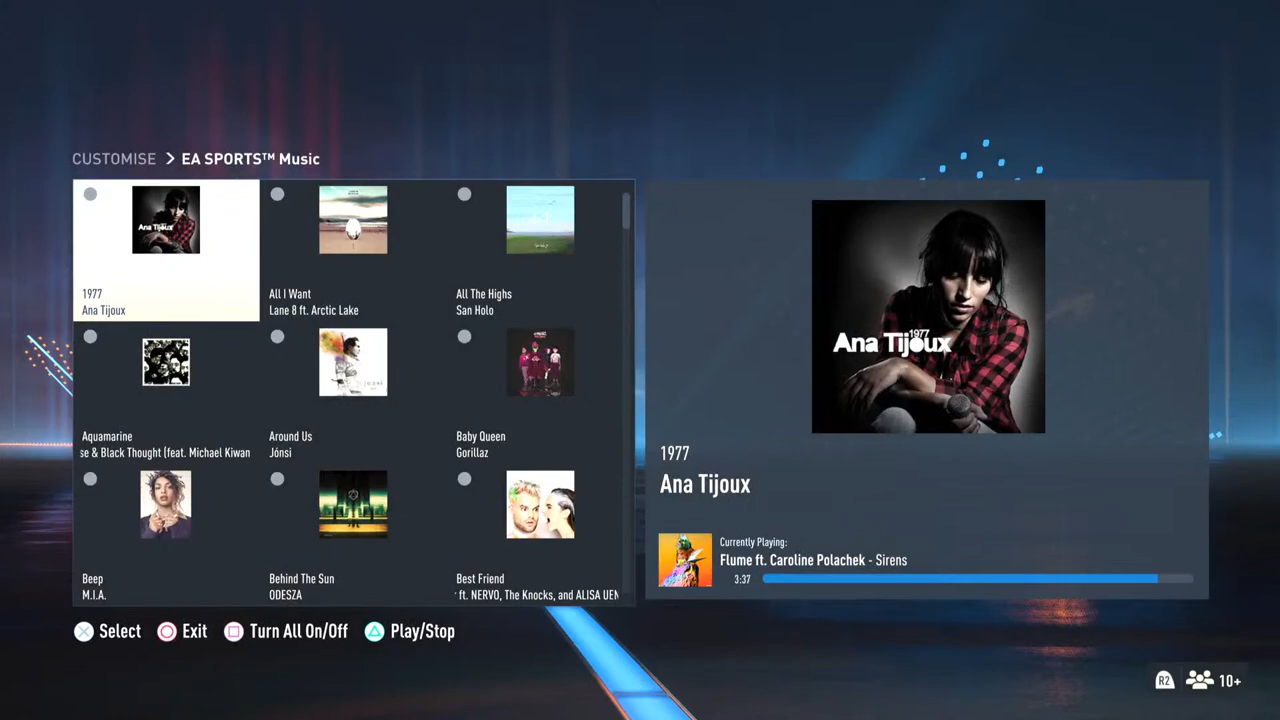 CUSTOMISE > EA SPORTS™ Music
Ana Tijoux
1977
Ana Tijoux
All I Want
Lane 8 ft. Arctic Lake
All The Highs
San Holo
Aquamarine
se & Black Thought (feat. Michael Kiwan
Around Us
Jónsi
Baby Queen
Gorillaz
Beep
M.I.A.
Behind The Sun
ODESZA
Best Friend
ft. NERVO, The Knocks, and ALISA UEN
1977
Ana Tijoux
1977
Ana Tijoux
Currently Playing:
Flume ft. Caroline Polachek - Sirens
3:37
Select
Exit
Turn All On/Off
Play/Stop
R2
10+